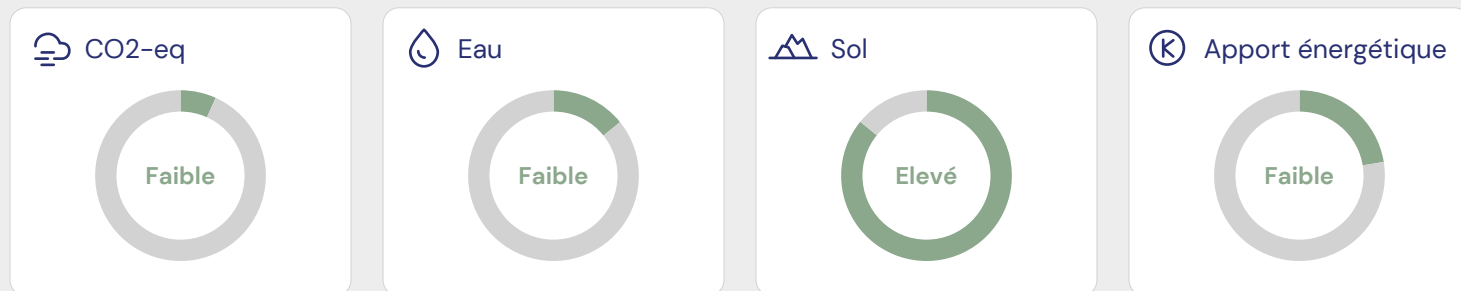 CO2-eq
Faible
Eau
Faible
Sol
Elevé
Apport énergétique
Faible